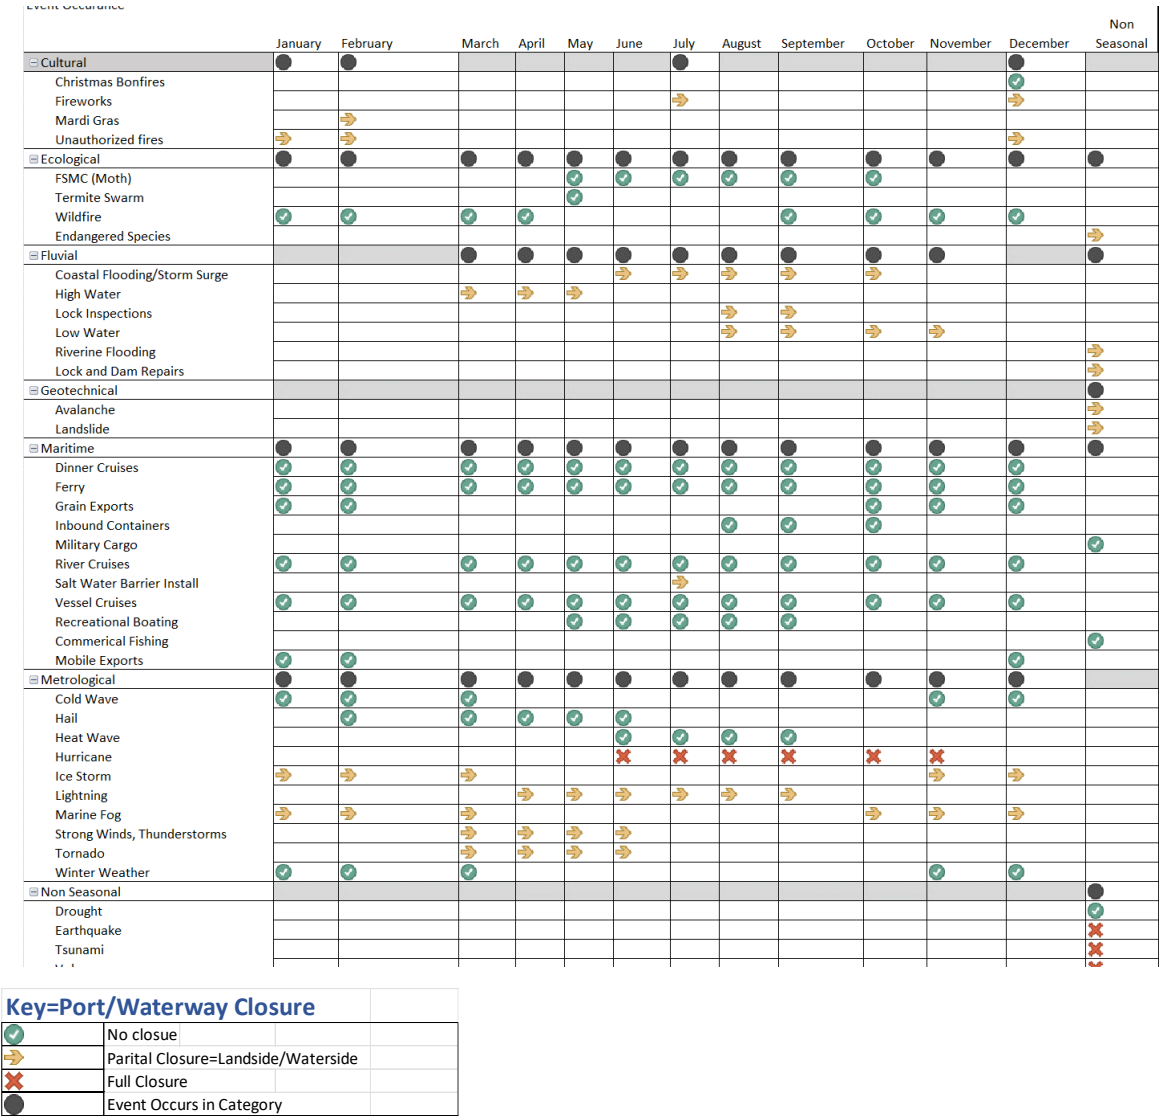 Event Occurance
Non
January February March April May June July August September October November December Seasonal
Cultural
Christmas Bonfires
Fireworks
Mardi Gras
Unauthorized fires
Ecological
FSMC (Moth)
Termite Swarm
Wildfire
Endangered Species
Fluvial
Coastal Flooding/Storm Surge
High Water
Lock Inspections
Low Water
Riverine Flooding
Lock and Dam Repairs
Geotechnical
Avalanche
Landslide
Maritime
Dinner Cruises
Ferry
Grain Exports
Inbound Containers
Military Cargo
River Cruises
Salt Water Barrier Install
Vessel Cruises
Recreational Boating
Commerical Fishing
Mobile Exports
Metrological
Cold Wave
Hail
Heat Wave
Hurricane
Ice Storm
Lightning
Marine Fog
Strong Winds, Thunderstorms
Tornado
Winter Weather
Non Seasonal
Drought
Earthquake
Tsunami
Key=Port/Waterway Closure
No closue
Parital Closure=Landside/Waterside
Full Closure
Event Occurs in Category